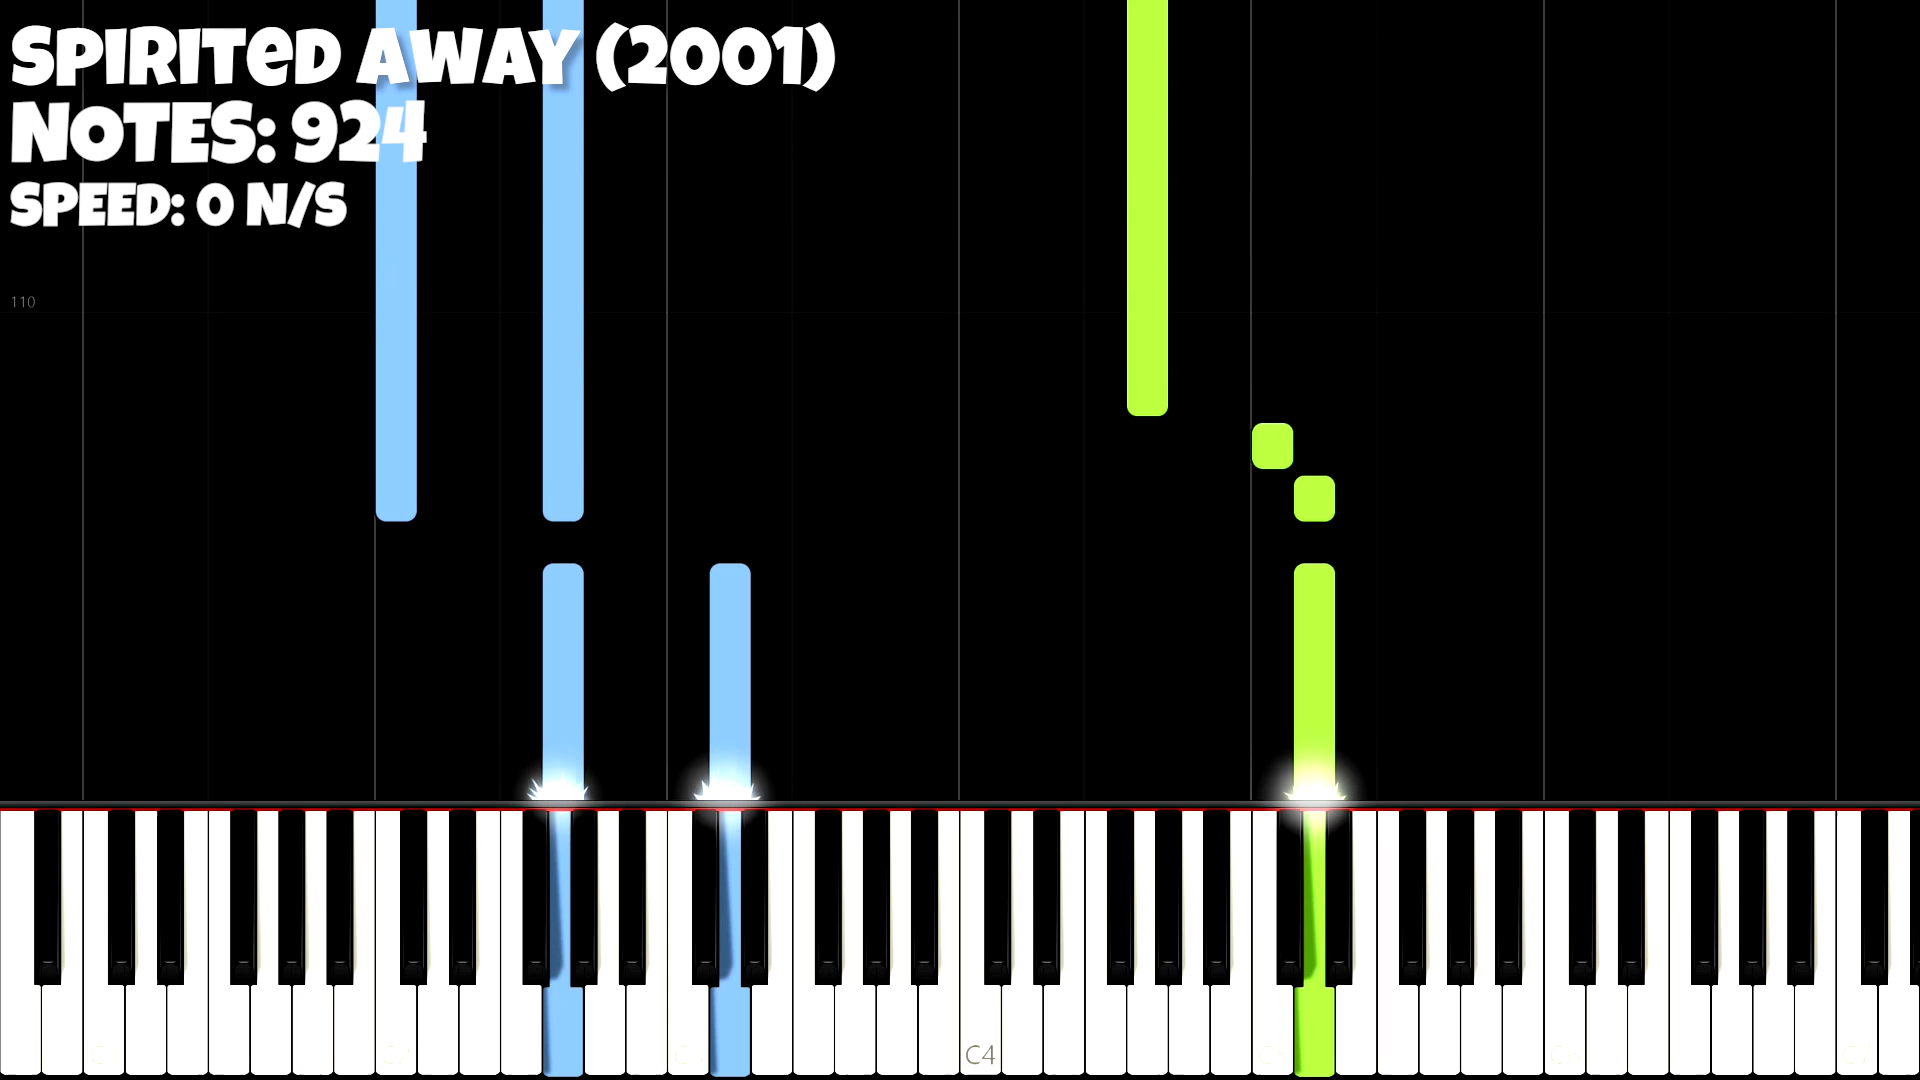 SPIRITeD AWAY (2001)
NOTES: 924
SPEED: 0 N/S
110
C4